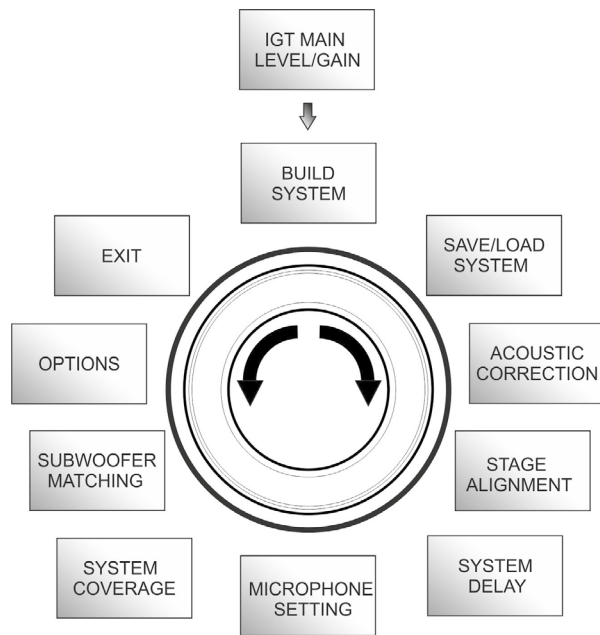 IGT MAIN
LEVEL/GAIN
BUILD
SYSTEM
EXIT
SAVE/LOAD
SYSTEM
OPTIONS
ACOUSTIC
CORRECTION
SUBWOOFER
MATCHING
STAGE
ALIGNMENT
SYSTEM
COVERAGE
MICROPHONE
SETTING
SYSTEM
DELAY